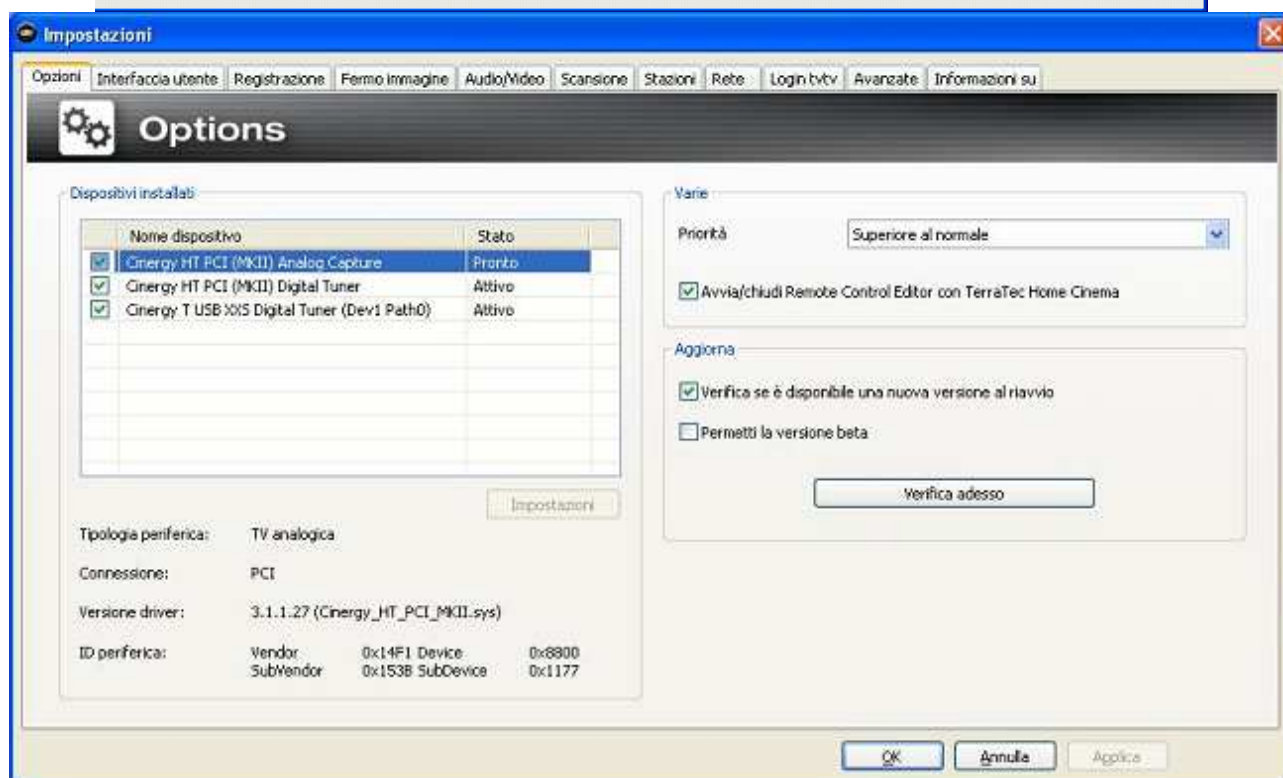 Impostazioni
Opzioni Interfaccia utente Registrazione Fermo immagine Audio/Video Scansione Stazioni Rete Login tvtv Avanzate Informazioni su
Options
Dispositivi installati
Nome dispositivo Stato
Cinergy HT PCI (MKII) Analog Capture Pronto
Cinergy HT PCI (MKII) Digital Tuner Attivo
Cinergy T USB XXS Digital Tuner (Dev1 Path0) Attivo
Impostazioni
Tipologia periferica: TV analogica
Connessione: PCI
Versione driver: 3.1.1.27 (Cinergy_HT_PCI_MKII.sys)
ID periferica: Vendor 0x14F1 Device 0x8800
SubVendor 0x153B SubDevice 0x1177
Varie
Priorità Superiore al normale
Avvia/chiudi Remote Control Editor con TerraTec Home Cinema
Aggiorna
Verifica se è disponibile una nuova versione al riavvio
Permetti la versione beta
Verifica adesso
OK Annulla Applica